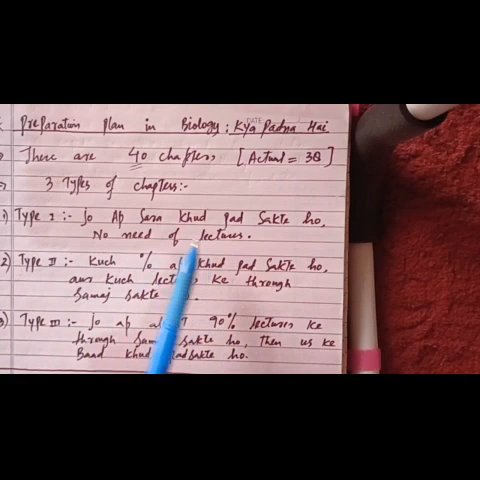 Preparation plan in Biology: Kya Padna Hai
DATE
There are 40 chapters [Actual = 38]
3 Types of chapters:-
1) Type I :- Jo Ap Sara khud pad Sakte ho,
No need of lectures.
2) Type II :- Kuch % ap khud pad Sakte ho,
aur kuch ke through
Samaj sakte
3) Type III :- jo ap 90% lectures ke
through sakte ho, then us ke
Baad khud padsakte ho.